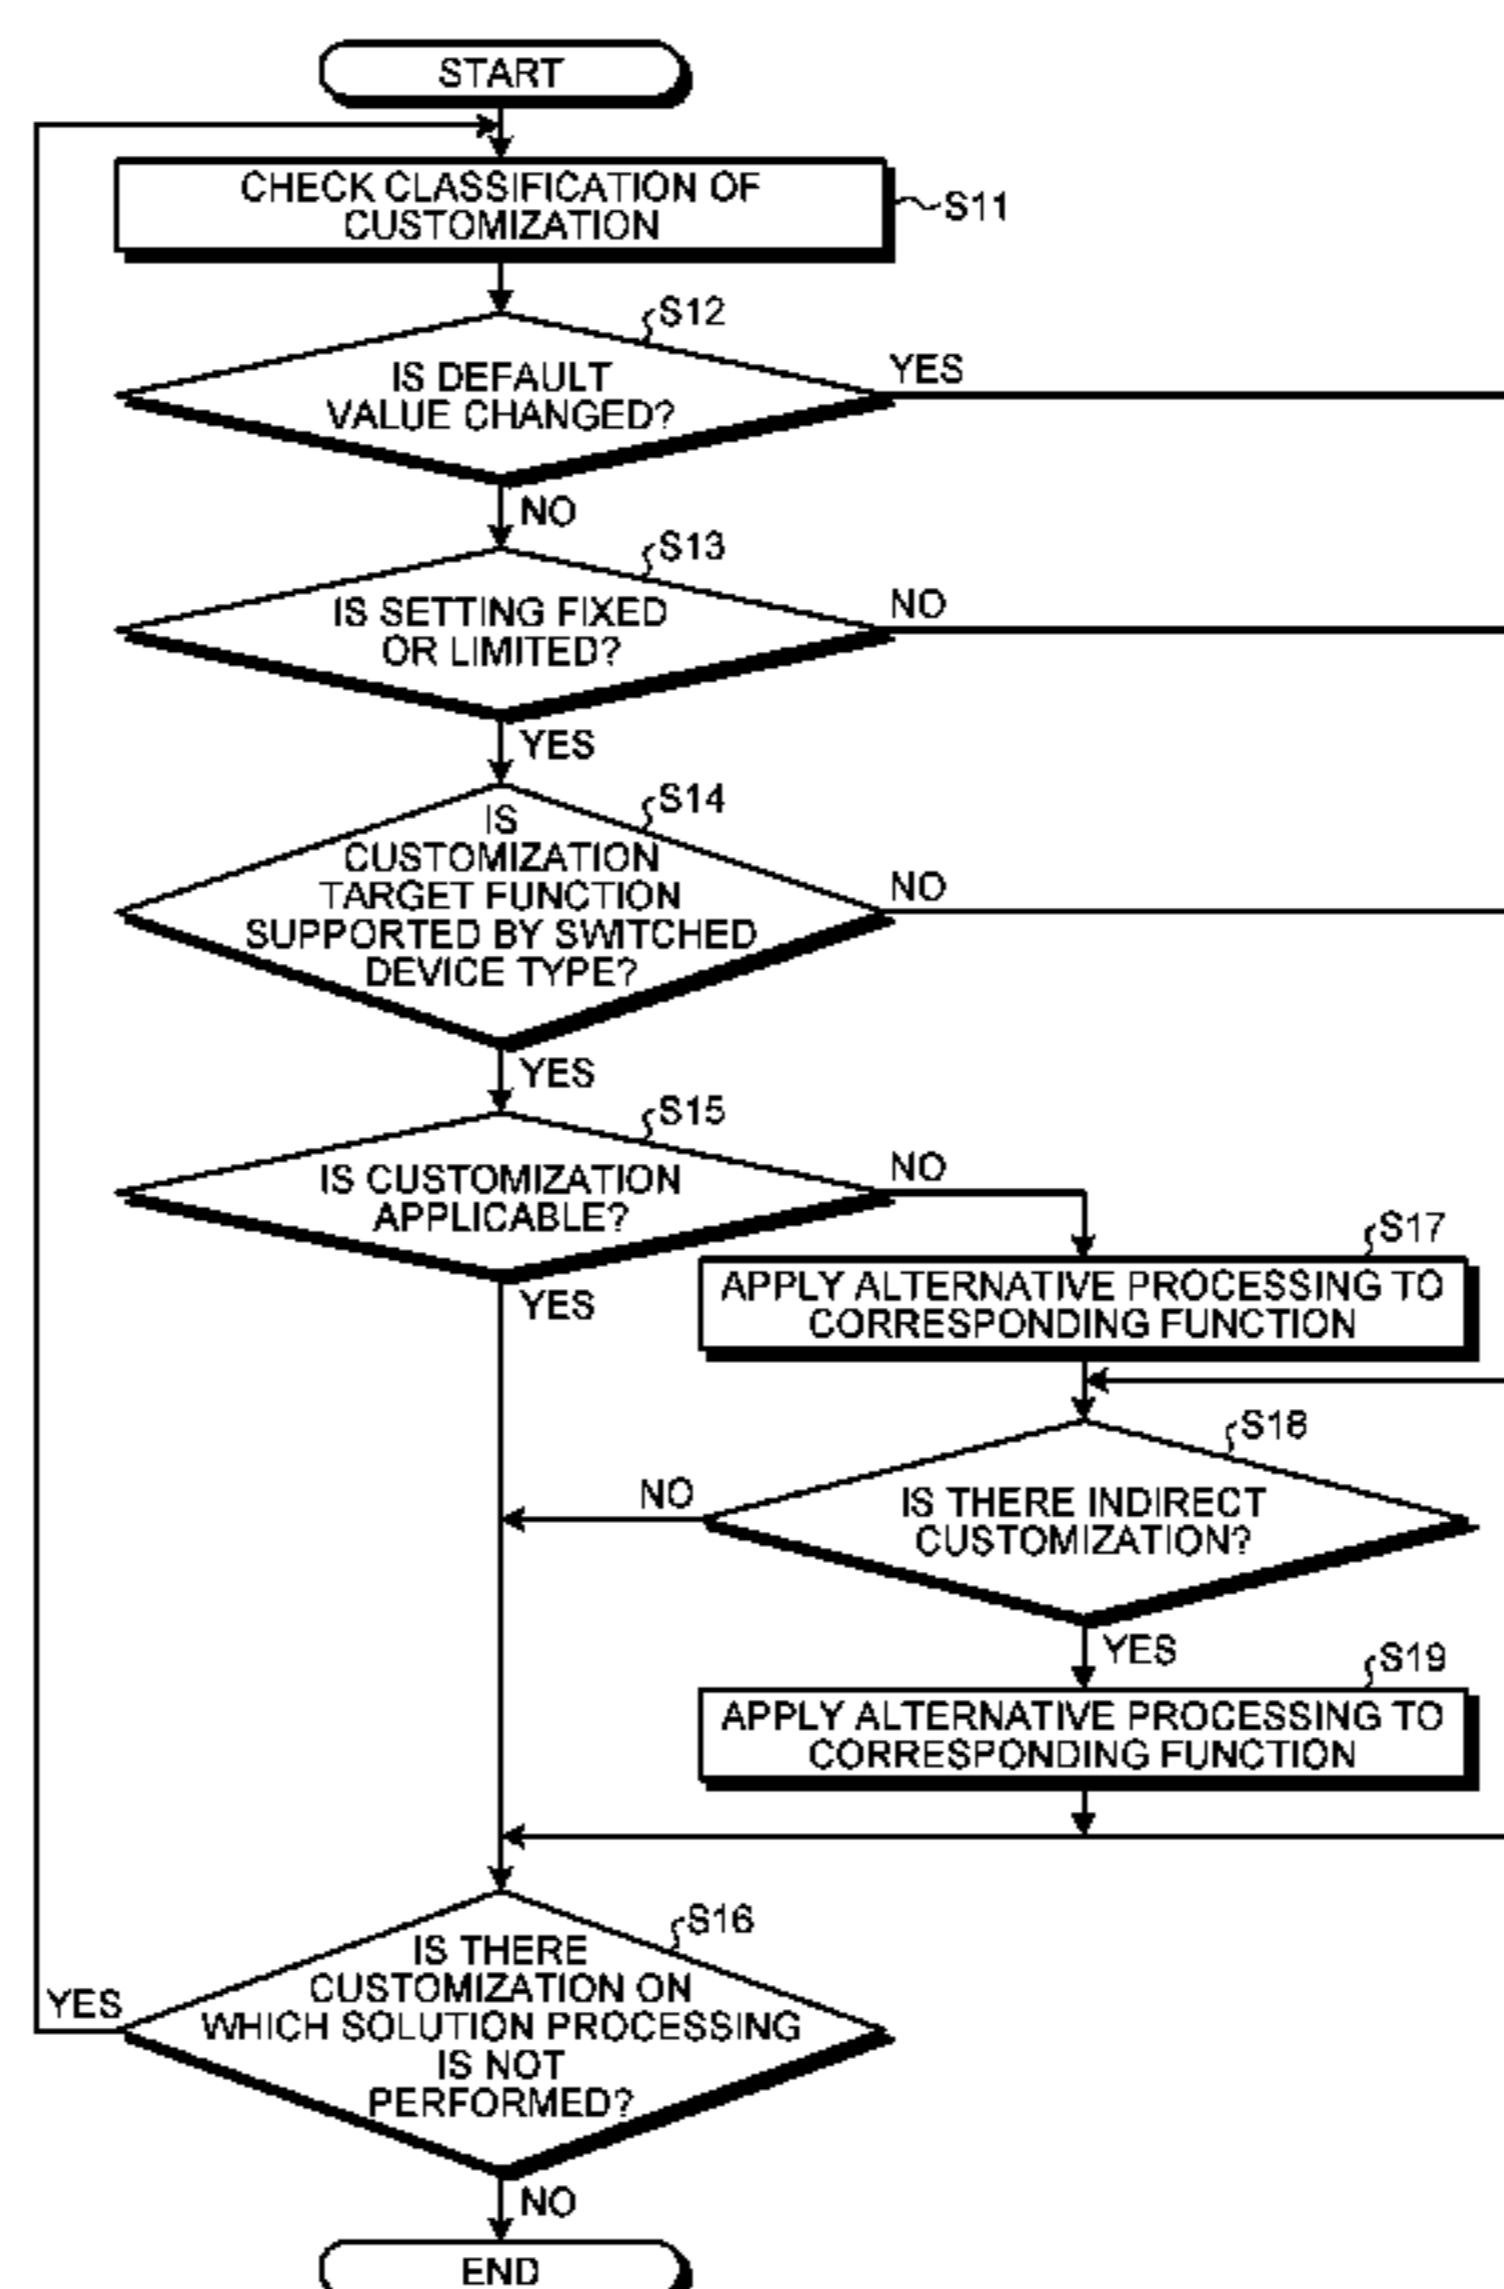 START
CHECK CLASSIFICATION OF
CUSTOMIZATION
S11
S12
IS DEFAULT
VALUE CHANGED?
YES
NO
S13
IS SETTING FIXED
OR LIMITED?
NO
YES
S14
IS
CUSTOMIZATION
TARGET FUNCTION
SUPPORTED BY SWITCHED
DEVICE TYPE?
NO
YES
S15
IS CUSTOMIZATION
APPLICABLE?
NO
YES
S17
APPLY ALTERNATIVE PROCESSING TO
CORRESPONDING FUNCTION
S18
IS THERE INDIRECT
CUSTOMIZATION?
NO
YES
S19
APPLY ALTERNATIVE PROCESSING TO
CORRESPONDING FUNCTION
S16
IS THERE
CUSTOMIZATION ON
WHICH SOLUTION PROCESSING
IS NOT
PERFORMED?
YES
NO
END